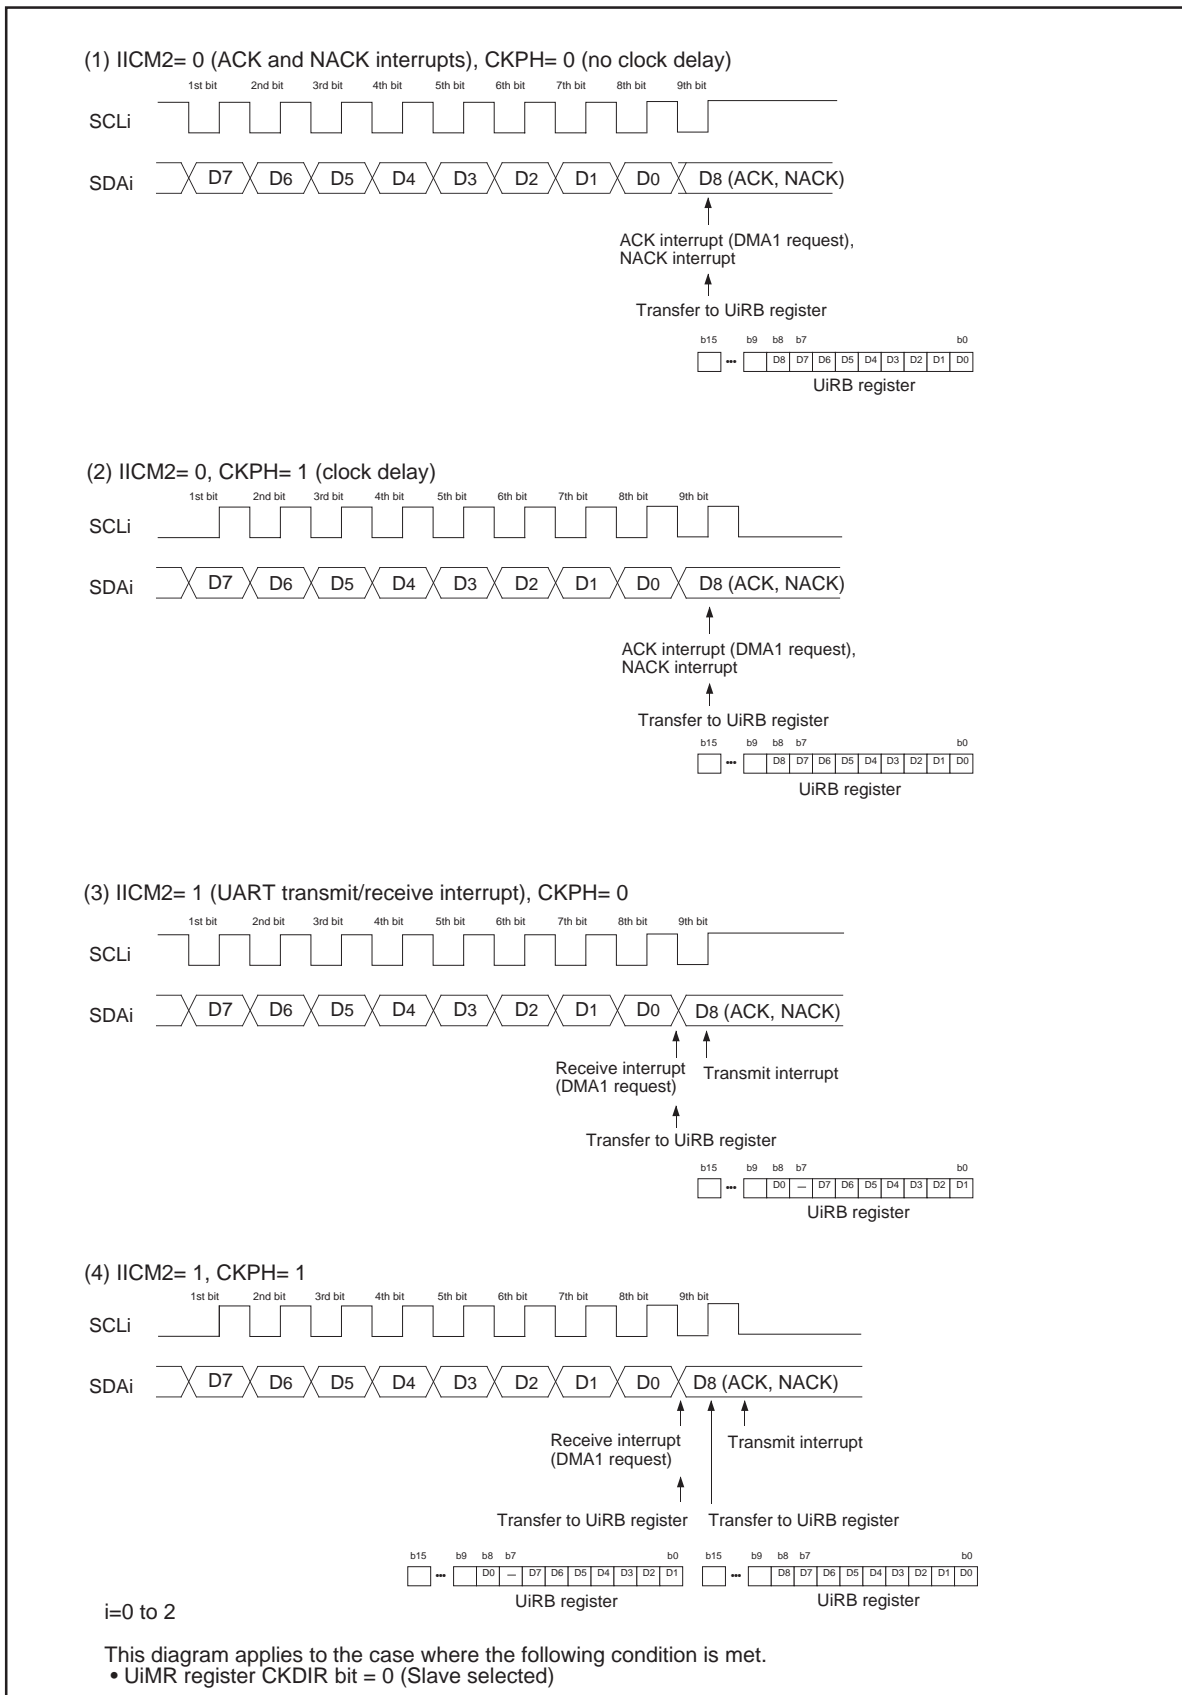 (1) IICM2= 0 (ACK and NACK interrupts), CKPH= 0 (no clock delay)
1st bit 2nd bit 3rd bit 4th bit 5th bit 6th bit 7th bit 8th bit 9th bit
SCLi
SDAi D7 D6 D5 D4 D3 D2 D1 D0 D8 (ACK, NACK)
ACK interrupt (DMA1 request),
NACK interrupt
Transfer to UiRB register
b15 b9 b8 b7 b0
••• D8 D7 D6 D5 D4 D3 D2 D1 D0
UiRB register
(2) IICM2= 0, CKPH= 1 (clock delay)
1st bit 2nd bit 3rd bit 4th bit 5th bit 6th bit 7th bit 8th bit 9th bit
SCLi
SDAi D7 D6 D5 D4 D3 D2 D1 D0 D8 (ACK, NACK)
ACK interrupt (DMA1 request),
NACK interrupt
Transfer to UiRB register
b15 b9 b8 b7 b0
••• D8 D7 D6 D5 D4 D3 D2 D1 D0
UiRB register
(3) IICM2= 1 (UART transmit/receive interrupt), CKPH= 0
1st bit 2nd bit 3rd bit 4th bit 5th bit 6th bit 7th bit 8th bit 9th bit
SCLi
SDAi D7 D6 D5 D4 D3 D2 D1 D0 D8 (ACK, NACK)
Receive interrupt Transmit interrupt
(DMA1 request)
Transfer to UiRB register
b15 b9 b8 b7 b0
••• D0 — D7 D6 D5 D4 D3 D2 D1
UiRB register
(4) IICM2= 1, CKPH= 1
1st bit 2nd bit 3rd bit 4th bit 5th bit 6th bit 7th bit 8th bit 9th bit
SCLi
SDAi D7 D6 D5 D4 D3 D2 D1 D0 D8 (ACK, NACK)
Receive interrupt Transmit interrupt
(DMA1 request)
Transfer to UiRB register Transfer to UiRB register
b15 b9 b8 b7 b0 b15 b9 b8 b7 b0
••• D0 — D7 D6 D5 D4 D3 D2 D1 ••• D8 D7 D6 D5 D4 D3 D2 D1 D0
UiRB register UiRB register
i=0 to 2
This diagram applies to the case where the following condition is met.
• UiMR register CKDIR bit = 0 (Slave selected)